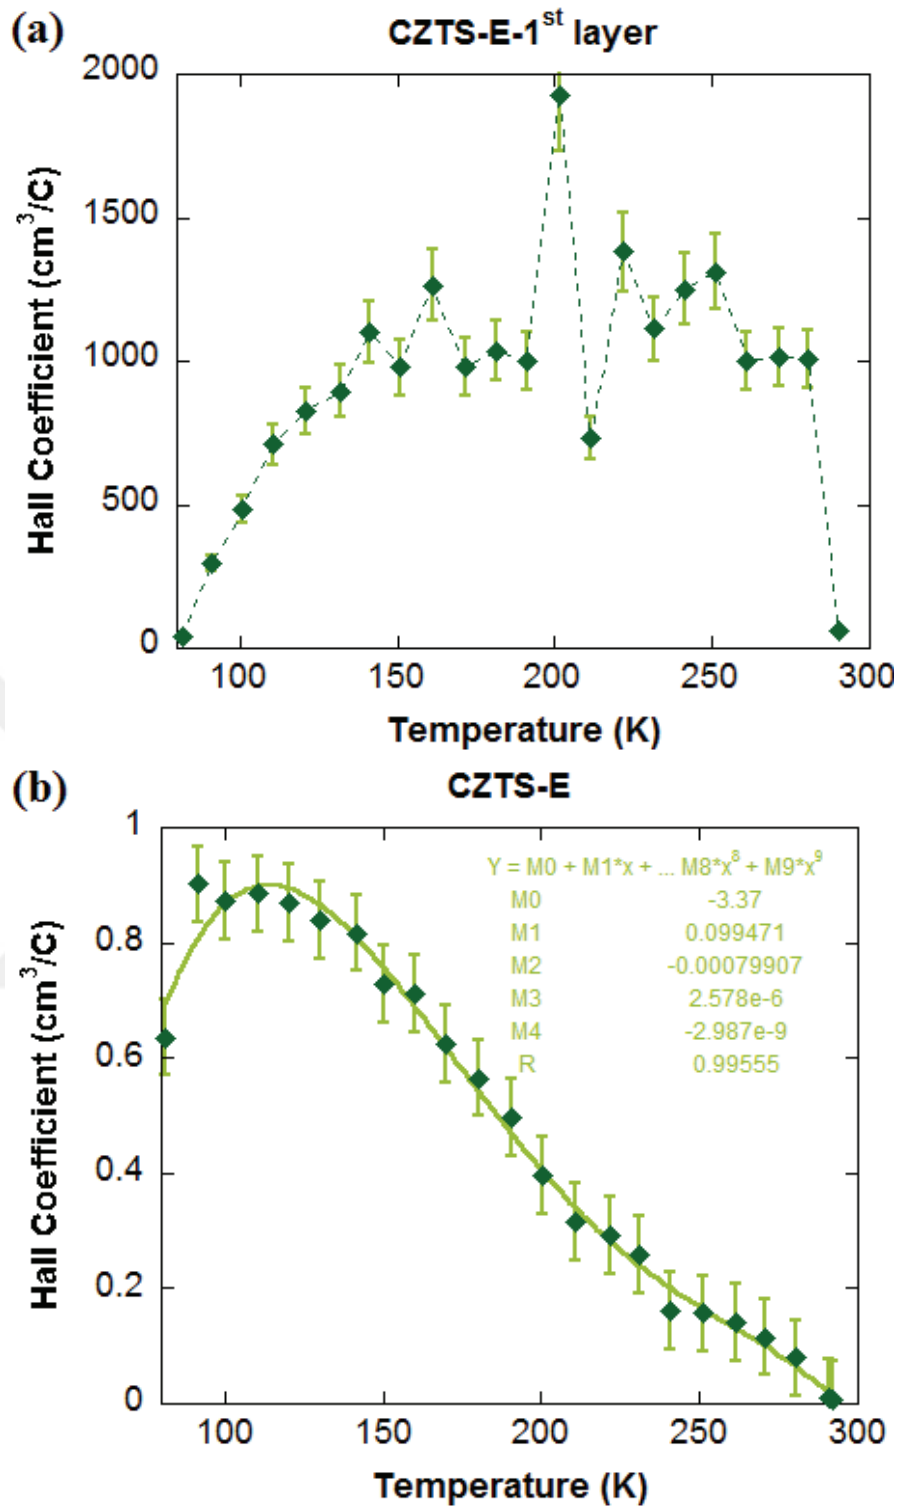 (a)
CZTS-E-1st layer
Hall Coefficient (cm³/C)
2000
1500
1000
500
0
100 150 200 250 300
Temperature (K)
(b)
CZTS-E
Hall Coefficient (cm³/C)
1
0.8
0.6
0.4
0.2
0
Y = M0 + M1*x + ... M8*x⁸ + M9*x⁹
M0 -3.37
M1 0.099471
M2 -0.00079907
M3 2.578e-6
M4 -2.987e-9
R 0.99555
100 150 200 250 300
Temperature (K)